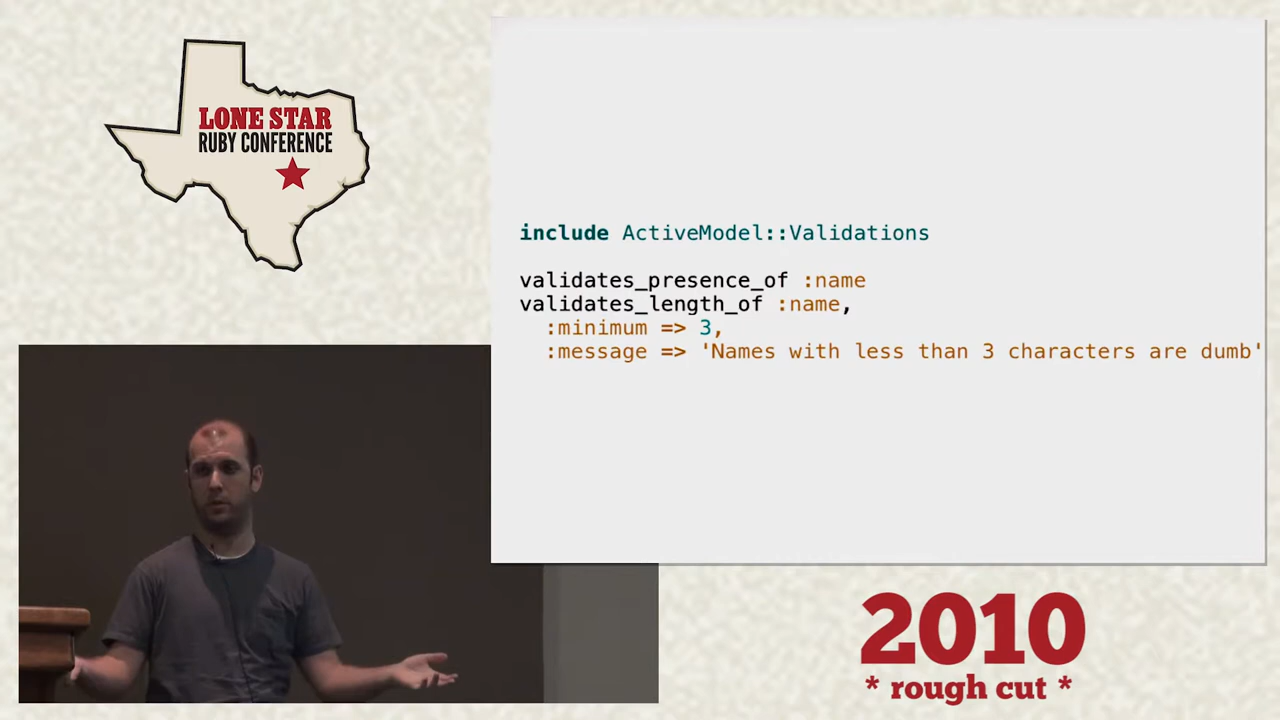 LONE STAR
RUBY CONFERENCE
include ActiveModel::Validations
validates_presence_of :name
validates_length_of :name,
:minimum => 3,
:message => 'Names with less than 3 characters are dumb'
2010
* rough cut *